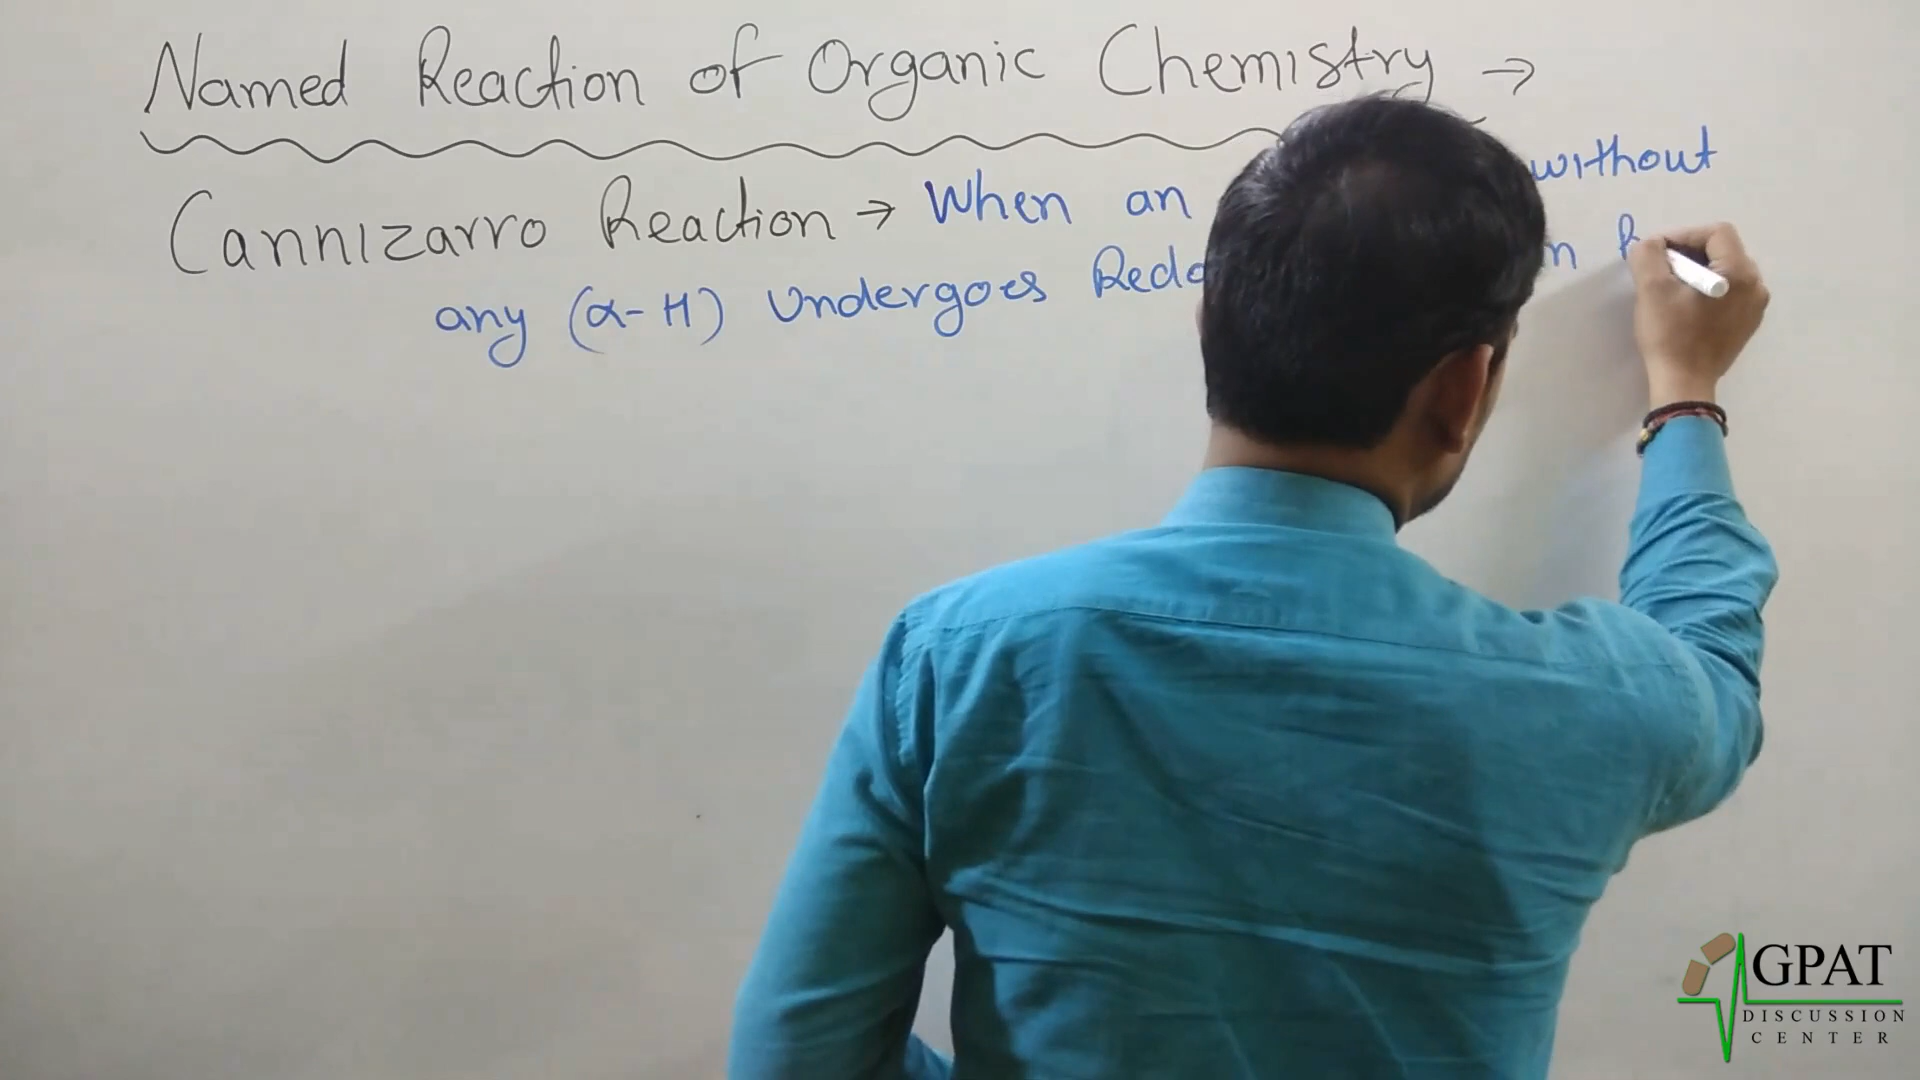 Named Reaction of Organic Chemistry →
Cannizarro Reaction → When an without
any (α-H) Undergoes
GPAT
DISCUSSION
CENTER